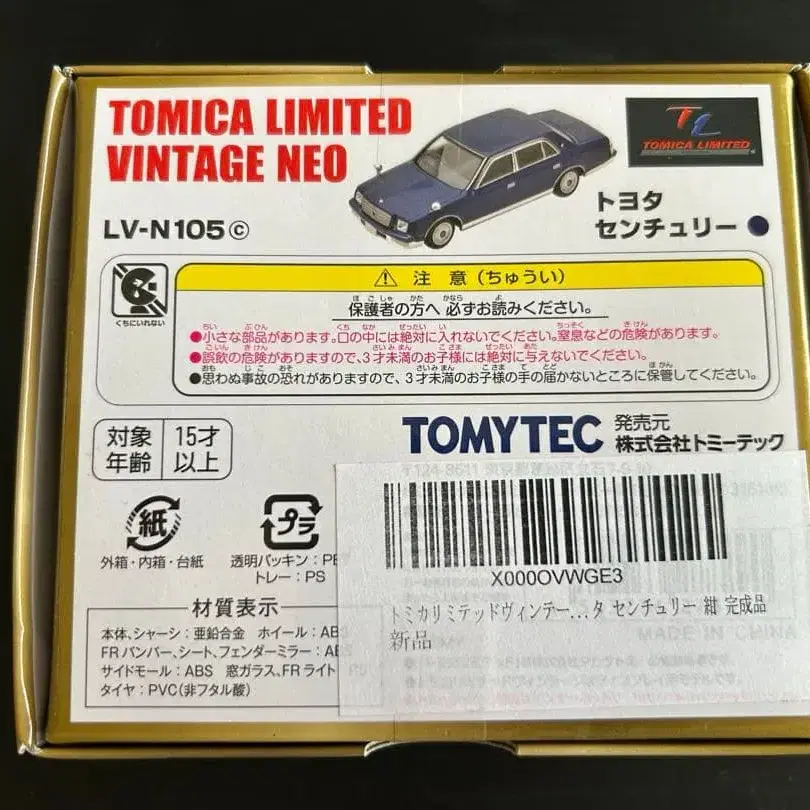 TOMICA LIMITED
VINTAGE NEO
LV-N105ⓒ
TL
TOMICA LIMITED
トヨタ
センチュリー
くちにいれない
⚠ 注 意(ちゅうい)
保護者の方へ 必ずお読みください。
●小さな部品があります。口の中には絶対に入れないでください。窒息などの危険があります。
●誤飲の危険がありますので、3才未満のお子様には絶対に与えないでください。
●思わぬ事故の恐れがありますので、3才未満のお子様の手の届かないところに保管してください。
対象年齢 15才以上
TOMYTEC 発売元
株式会社トミーテック
紙
外箱・内箱・台紙
プラ
透明パッキン:PE
トレー:PS
X000OVWGE3
トミカリミテッドヴィンテー...タ センチュリー 紺 完成品
新品
MADE IN CHINA
材質表示
本体、シャーシ:亜鉛合金 ホイール:ABS
FRバンパー、シート、フェンダーミラー:ABS
サイドモール:ABS 窓ガラス、FRライト
タイヤ:PVC(非フタル酸)